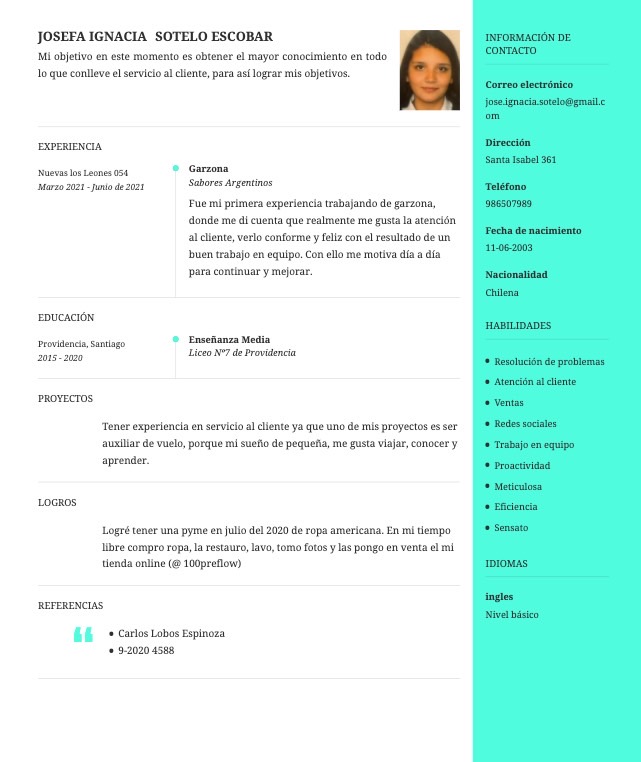 JOSEFA IGNACIA  SOTELO ESCOBAR
Mi objetivo en este momento es obtener el mayor conocimiento en todo
lo que conlleve el servicio al cliente, para así lograr mis objetivos.
EXPERIENCIA
Nuevas los Leones 054
Marzo 2021 - Junio de 2021
Garzona
Sabores Argentinos
Fue mi primera experiencia trabajando de garzona,
donde me di cuenta que realmente me gusta la atención
al cliente, verlo conforme y feliz con el resultado de un
buen trabajo en equipo. Con ello me motiva día a día
para continuar y mejorar.
EDUCACIÓN
Providencia, Santiago
2015 - 2020
Enseñanza Media
Liceo Nº7 de Providencia
PROYECTOS
Tener experiencia en servicio al cliente ya que uno de mis proyectos es ser
auxiliar de vuelo, porque mi sueño de pequeña, me gusta viajar, conocer y
aprender.
LOGROS
Logré tener una pyme en julio del 2020 de ropa americana. En mi tiempo
libre compro ropa, la restauro, lavo, tomo fotos y las pongo en venta el mi
tienda online (@ 100preflow)
REFERENCIAS
Carlos Lobos Espinoza
9-2020 4588
INFORMACIÓN DE
CONTACTO
Correo electrónico
jose.ignacia.sotelo@gmail.c
om
Dirección
Santa Isabel 361
Teléfono
986507989
Fecha de nacimiento
11-06-2003
Nacionalidad
Chilena
HABILIDADES
Resolución de problemas
Atención al cliente
Ventas
Redes sociales
Trabajo en equipo
Proactividad
Meticulosa
Eficiencia
Sensato
IDIOMAS
ingles
Nivel básico